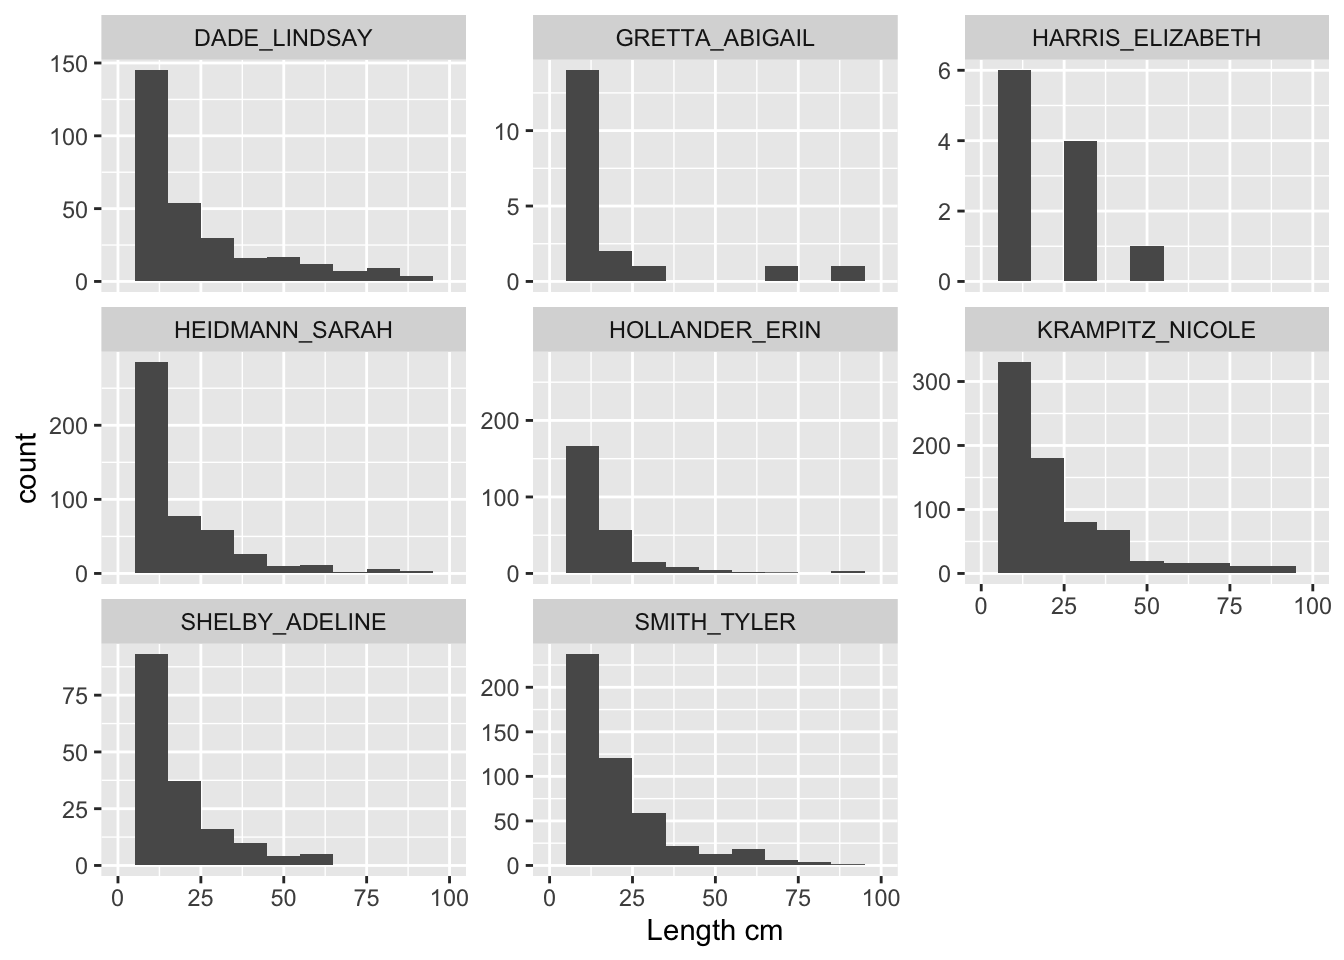 DADE_LINDSAY
GRETTA_ABIGAIL
HARRIS_ELIZABETH
150
100
50
0
10
5
0
6
4
2
0
HEIDMANN_SARAH
HOLLANDER_ERIN
KRAMPITZ_NICOLE
count
200
100
0
200
100
0
300
200
100
0
0 25 50 75 100
SHELBY_ADELINE
SMITH_TYLER
75
50
25
0
200
150
100
50
0
0 25 50 75 100
0 25 50 75 100
Length cm